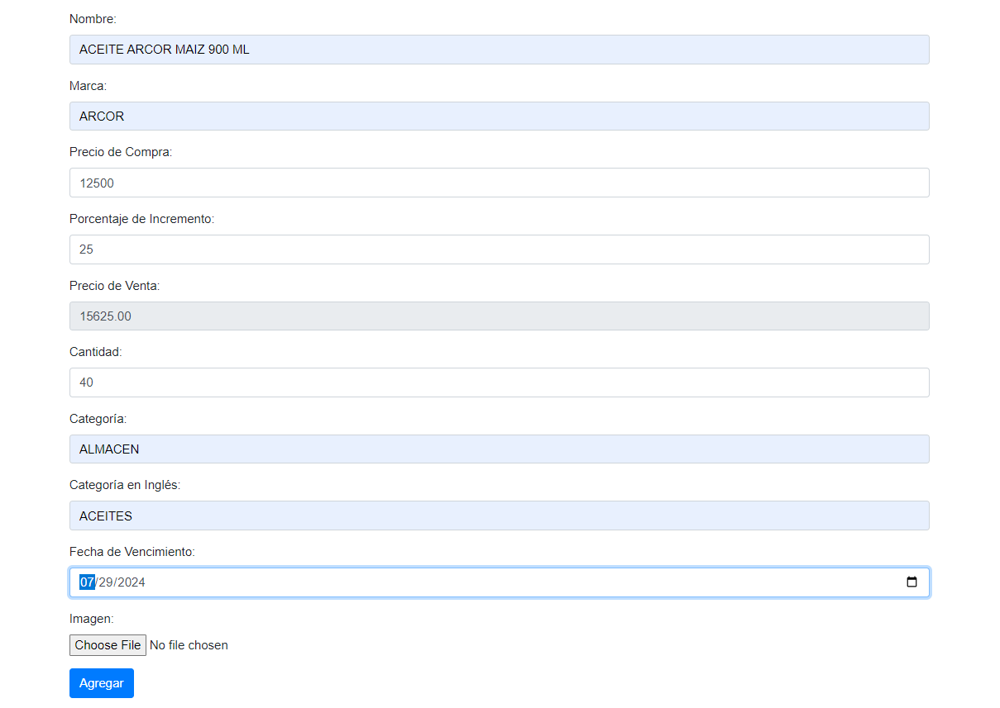 Nombre:
ACEITE ARCOR MAIZ 900 ML
Marca:
ARCOR
Precio de Compra:
12500
Porcentaje de Incremento:
25
Precio de Venta:
15625.00
Cantidad:
40
Categoría:
ALMACEN
Categoría en Inglés:
ACEITES
Fecha de Vencimiento:
07/29/2024
Imagen:
Choose File No file chosen
Agregar